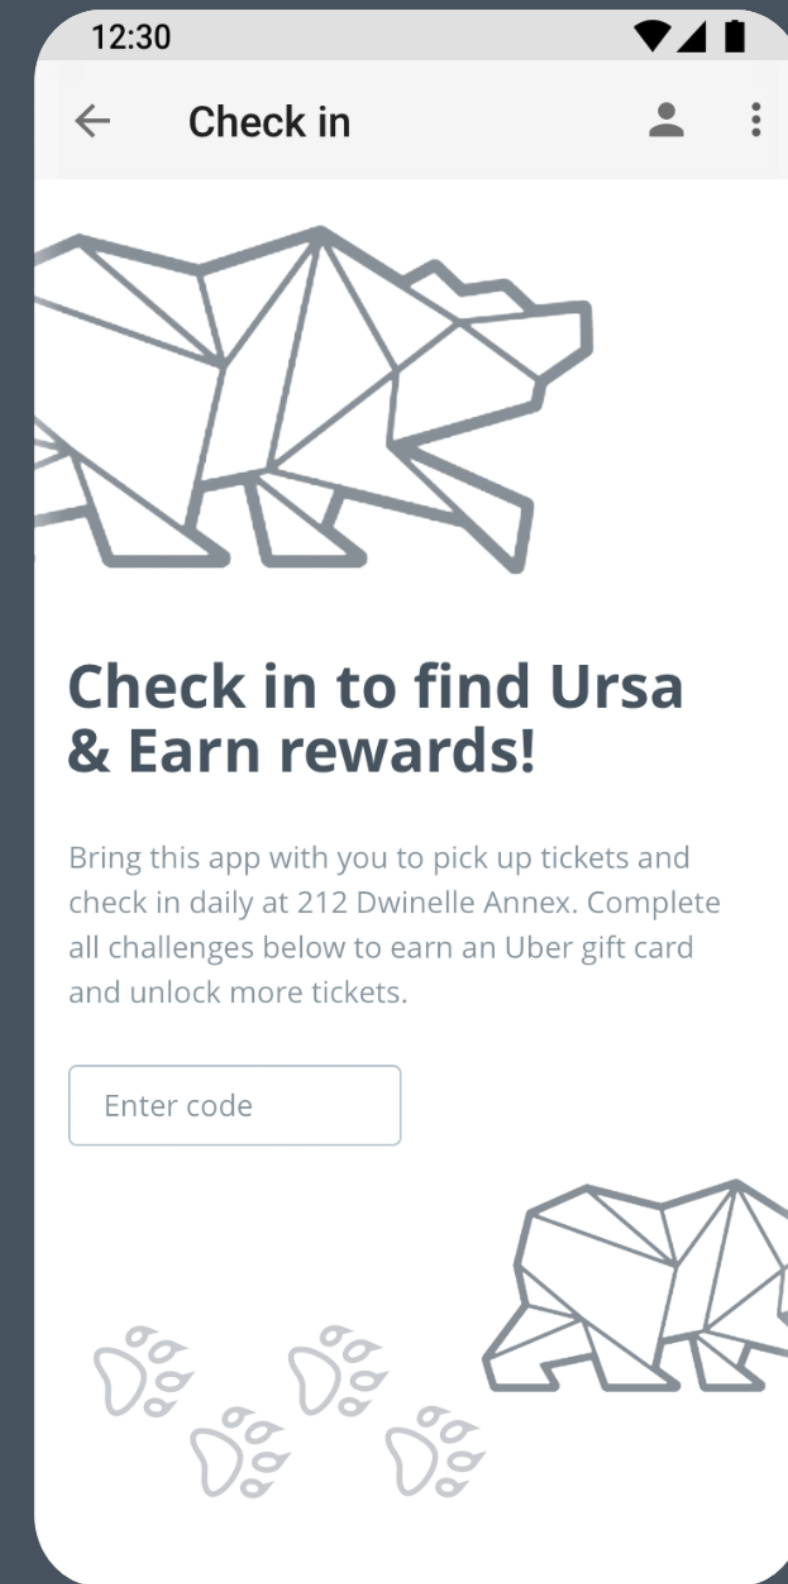 12:30
Check in
Check in to find Ursa
& Earn rewards!
Bring this app with you to pick up tickets and
check in daily at 212 Dwinelle Annex. Complete
all challenges below to earn an Uber gift card
and unlock more tickets.
Enter code